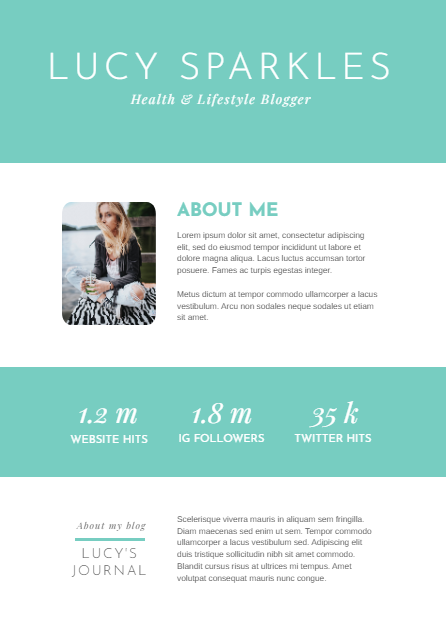 LUCY SPARKLES
Health & Lifestyle Blogger
ABOUT ME
Lorem ipsum dolor sit amet, consectetur adipiscing
elit, sed do eiusmod tempor incididunt ut labore et
dolore magna aliqua. Lacus luctus accumsan tortor
posuere. Fames ac turpis egestas integer.
Metus dictum at tempor commodo ullamcorper a lacus
vestibulum. Arcu non sodales neque sodales ut etiam
sit amet.
1.2 m
WEBSITE HITS
1.8 m
IG FOLLOWERS
35 k
TWITTER HITS
About my blog
LUCY'S
JOURNAL
Scelerisque viverra mauris in aliquam sem fringilla.
Diam maecenas sed enim ut sem. Tempor commodo
ullamcorper a lacus vestibulum sed. Adipiscing elit
duis tristique sollicitudin nibh sit amet commodo.
Blandit cursus risus at ultrices mi tempus. Amet
volutpat consequat mauris nunc congue.